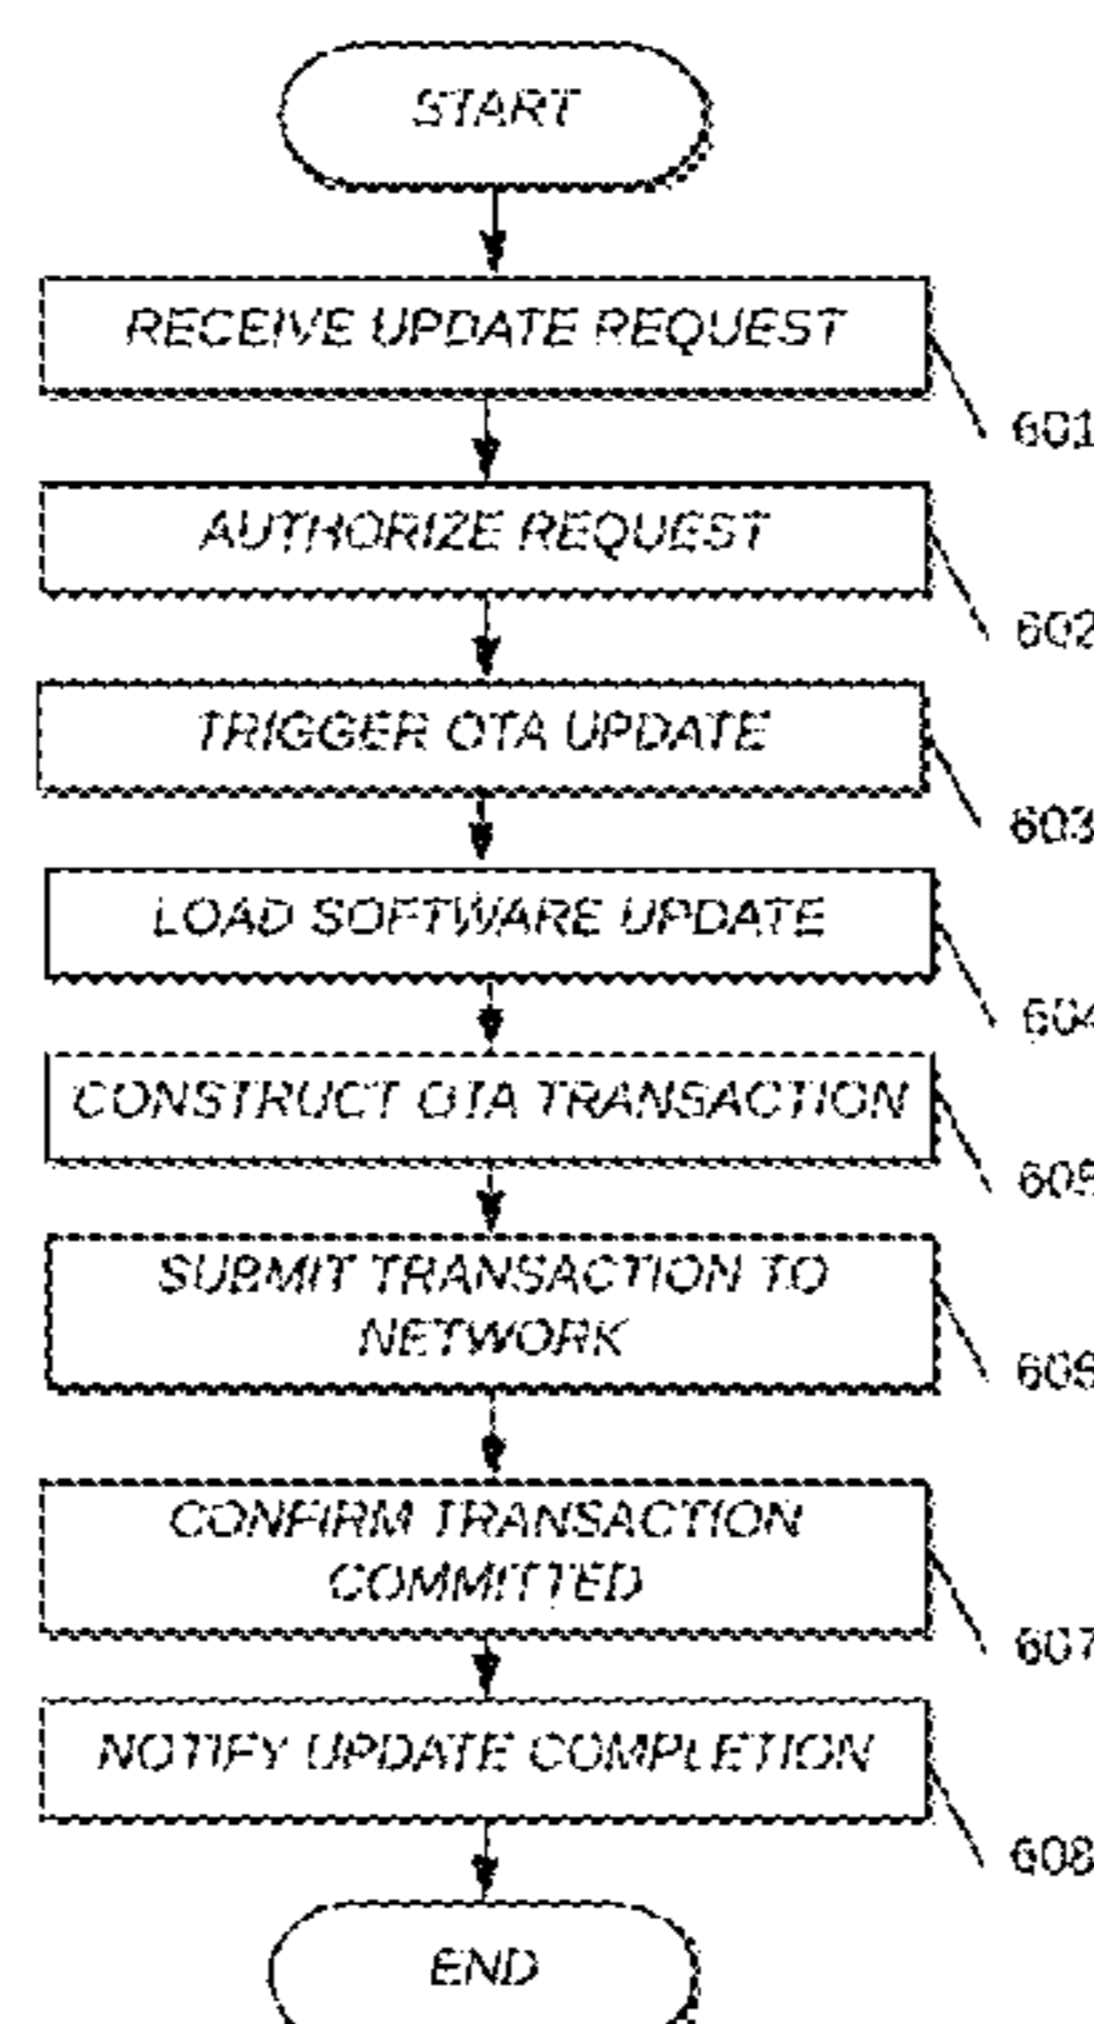 START
RECEIVE UPDATE REQUEST
601
AUTHORIZE REQUEST
602
TRIGGER OTA UPDATE
603
LOAD SOFTWARE UPDATE
604
CONSTRUCT OTA TRANSACTION
605
SUBMIT TRANSACTION TO
NETWORK
606
CONFIRM TRANSACTION
COMMITTED
607
NOTIFY UPDATE COMPLETION
608
END